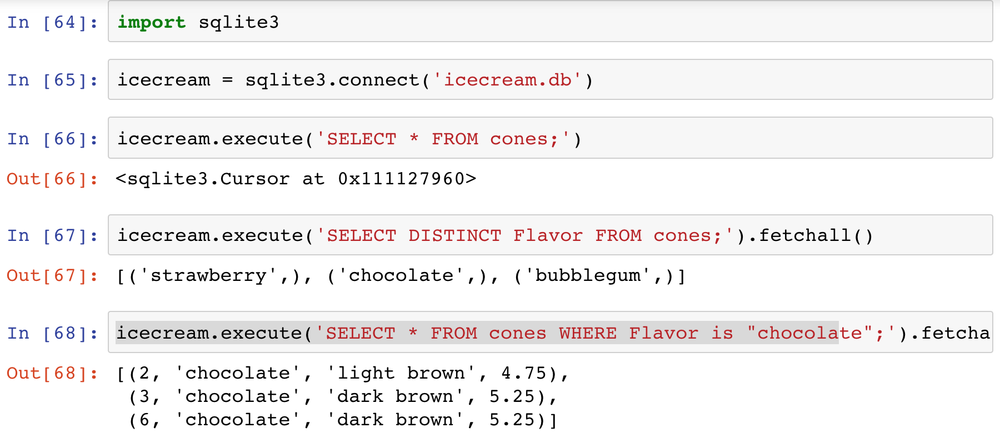 In [64]: import sqlite3
In [65]: icecream = sqlite3.connect('icecream.db')
In [66]: icecream.execute('SELECT * FROM cones;')
Out[66]: <sqlite3.Cursor at 0x111127960>
In [67]: icecream.execute('SELECT DISTINCT Flavor FROM cones;').fetchall()
Out[67]: [('strawberry',), ('chocolate',), ('bubblegum',)]
In [68]: icecream.execute('SELECT * FROM cones WHERE Flavor is "chocolate";').fetcha
Out[68]: [(2, 'chocolate', 'light brown', 4.75),
(3, 'chocolate', 'dark brown', 5.25),
(6, 'chocolate', 'dark brown', 5.25)]